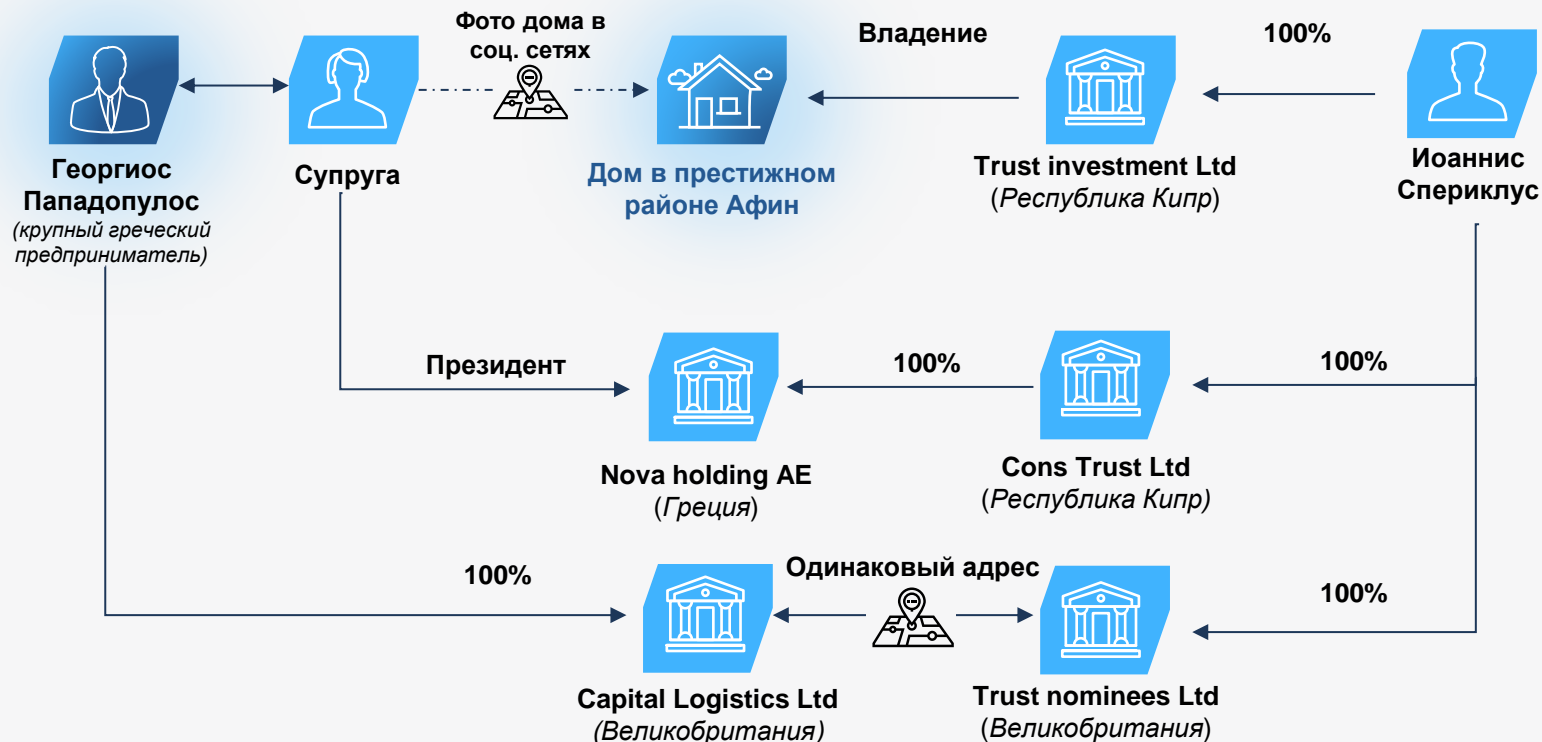 Фото дома в
соц. сетях
Владение
100%
Георгиос
Пападопулос
(крупный греческий
предприниматель)
Супруга
Дом в престижном
районе Афин
Trust investment Ltd
(Республика Кипр)
Иоаннис
Спериклус
Президент
100%
100%
Nova holding AE
(Греция)
Cons Trust Ltd
(Республика Кипр)
100%
Одинаковый адрес
100%
Capital Logistics Ltd
(Великобритания)
Trust nominees Ltd
(Великобритания)